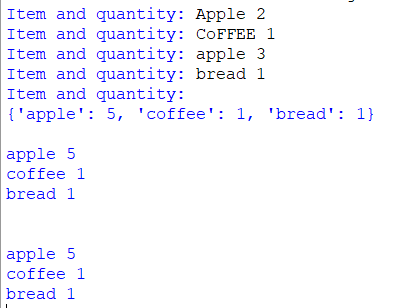 Item and quantity: Apple 2
Item and quantity: CoFFEE 1
Item and quantity: apple 3
Item and quantity: bread 1
Item and quantity:
{'apple': 5, 'coffee': 1, 'bread': 1}
apple 5
coffee 1
bread 1
apple 5
coffee 1
bread 1